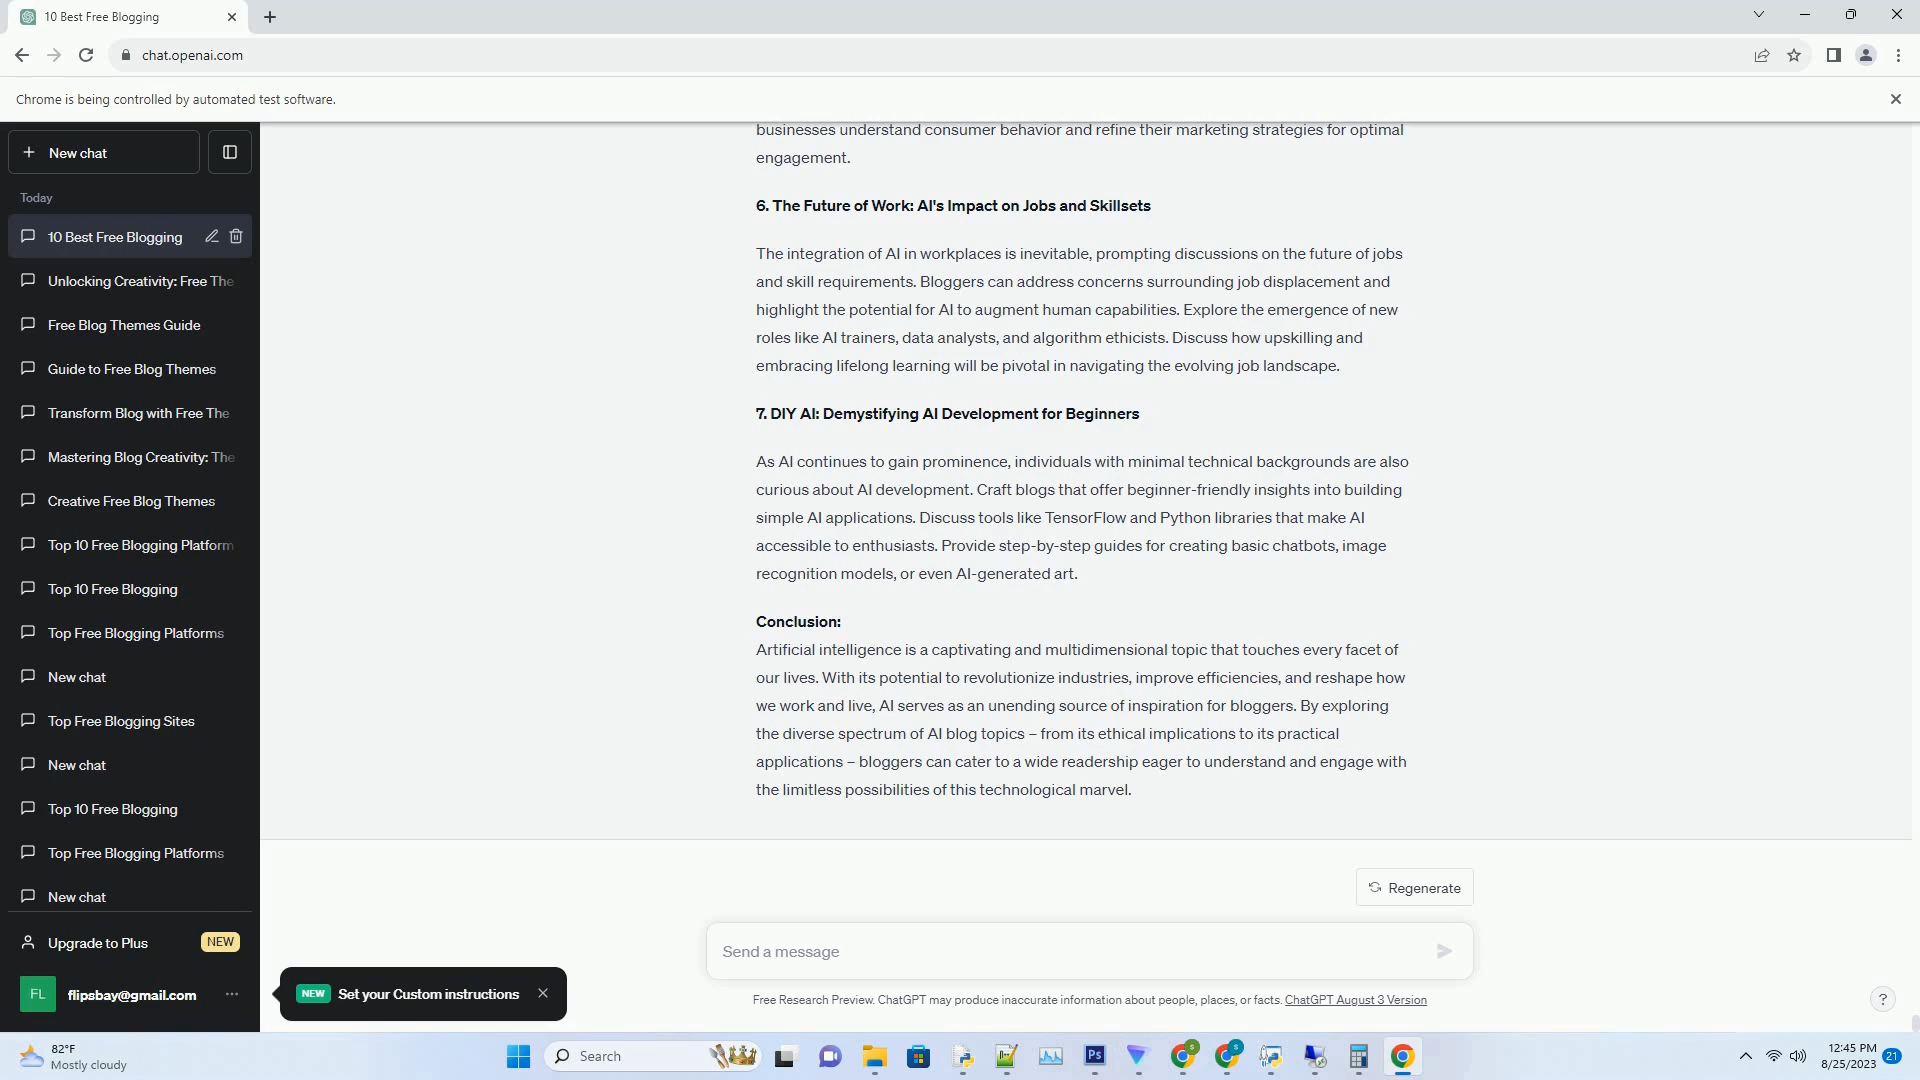 10 Best Free Blogging
chat.openai.com
Chrome is being controlled by automated test software.
New chat
Today
10 Best Free Blogging
Unlocking Creativity: Free The
Free Blog Themes Guide
Guide to Free Blog Themes
Transform Blog with Free The
Mastering Blog Creativity: The
Creative Free Blog Themes
Top 10 Free Blogging Platform
Top 10 Free Blogging
Top Free Blogging Platforms
New chat
Top Free Blogging Sites
New chat
Top 10 Free Blogging
Top Free Blogging Platforms
New chat
Upgrade to Plus NEW
FL flipsbay@gmail.com
NEW Set your Custom instructions
businesses understand consumer behavior and refine their marketing strategies for optimal
engagement.
6. The Future of Work: AI's Impact on Jobs and Skillsets
The integration of AI in workplaces is inevitable, prompting discussions on the future of jobs
and skill requirements. Bloggers can address concerns surrounding job displacement and
highlight the potential for AI to augment human capabilities. Explore the emergence of new
roles like AI trainers, data analysts, and algorithm ethicists. Discuss how upskilling and
embracing lifelong learning will be pivotal in navigating the evolving job landscape.
7. DIY AI: Demystifying AI Development for Beginners
As AI continues to gain prominence, individuals with minimal technical backgrounds are also
curious about AI development. Craft blogs that offer beginner-friendly insights into building
simple AI applications. Discuss tools like TensorFlow and Python libraries that make AI
accessible to enthusiasts. Provide step-by-step guides for creating basic chatbots, image
recognition models, or even AI-generated art.
Conclusion:
Artificial intelligence is a captivating and multidimensional topic that touches every facet of
our lives. With its potential to revolutionize industries, improve efficiencies, and reshape how
we work and live, AI serves as an unending source of inspiration for bloggers. By exploring
the diverse spectrum of AI blog topics – from its ethical implications to its practical
applications – bloggers can cater to a wide readership eager to understand and engage with
the limitless possibilities of this technological marvel.
Regenerate
Send a message
Free Research Preview. ChatGPT may produce inaccurate information about people, places, or facts. ChatGPT August 3 Version
?
82°F
Mostly cloudy
Search
Ps
S
S
12:45 PM
8/25/2023
21